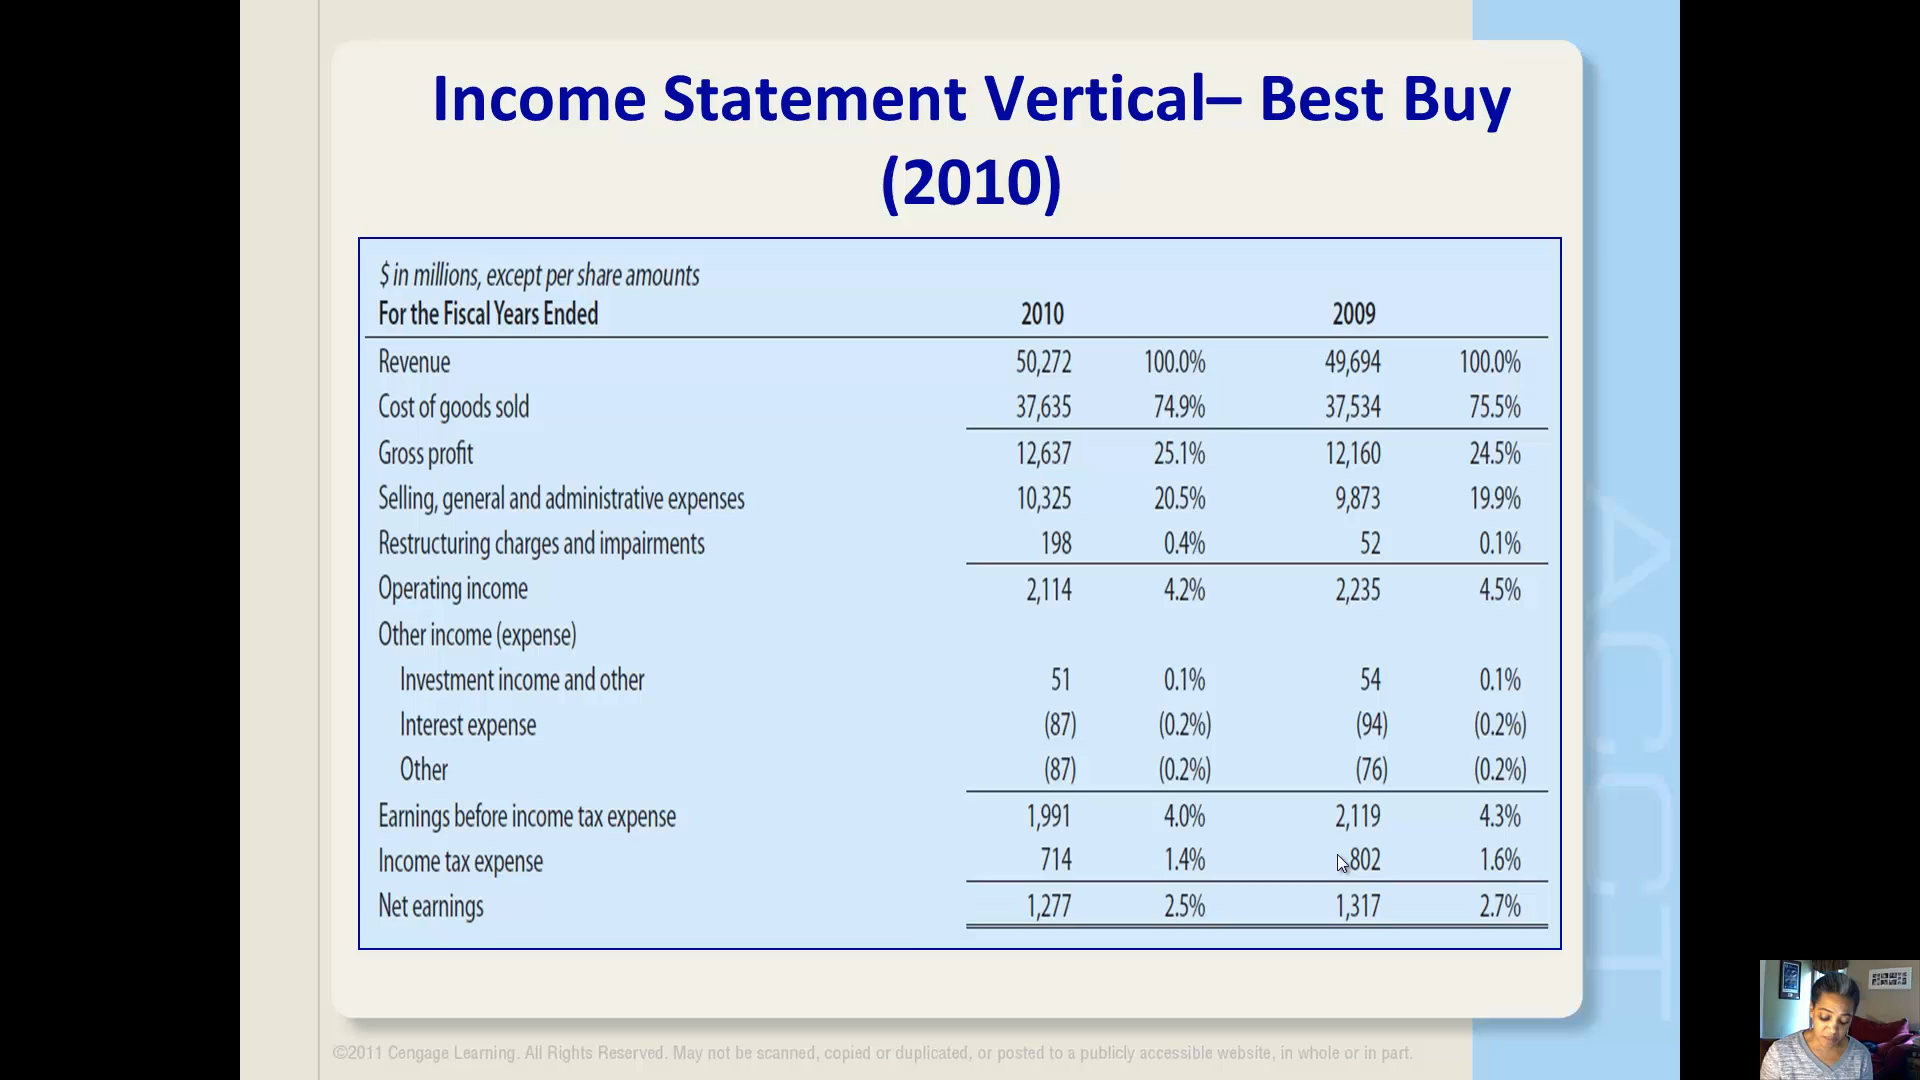 Income Statement Vertical– Best Buy
(2010)
$ in millions, except per share amounts
For the Fiscal Years Ended 2010 2009
Revenue 50,272 100.0% 49,694 100.0%
Cost of goods sold 37,635 74.9% 37,534 75.5%
Gross profit 12,637 25.1% 12,160 24.5%
Selling, general and administrative expenses 10,325 20.5% 9,873 19.9%
Restructuring charges and impairments 198 0.4% 52 0.1%
Operating income 2,114 4.2% 2,235 4.5%
Other income (expense)
Investment income and other 51 0.1% 54 0.1%
Interest expense (87) (0.2%) (94) (0.2%)
Other (87) (0.2%) (76) (0.2%)
Earnings before income tax expense 1,991 4.0% 2,119 4.3%
Income tax expense 714 1.4% 802 1.6%
Net earnings 1,277 2.5% 1,317 2.7%
ACCT
©2011 Cengage Learning. All Rights Reserved. May not be scanned, copied or duplicated, or posted to a publicly accessible website, in whole or in part.